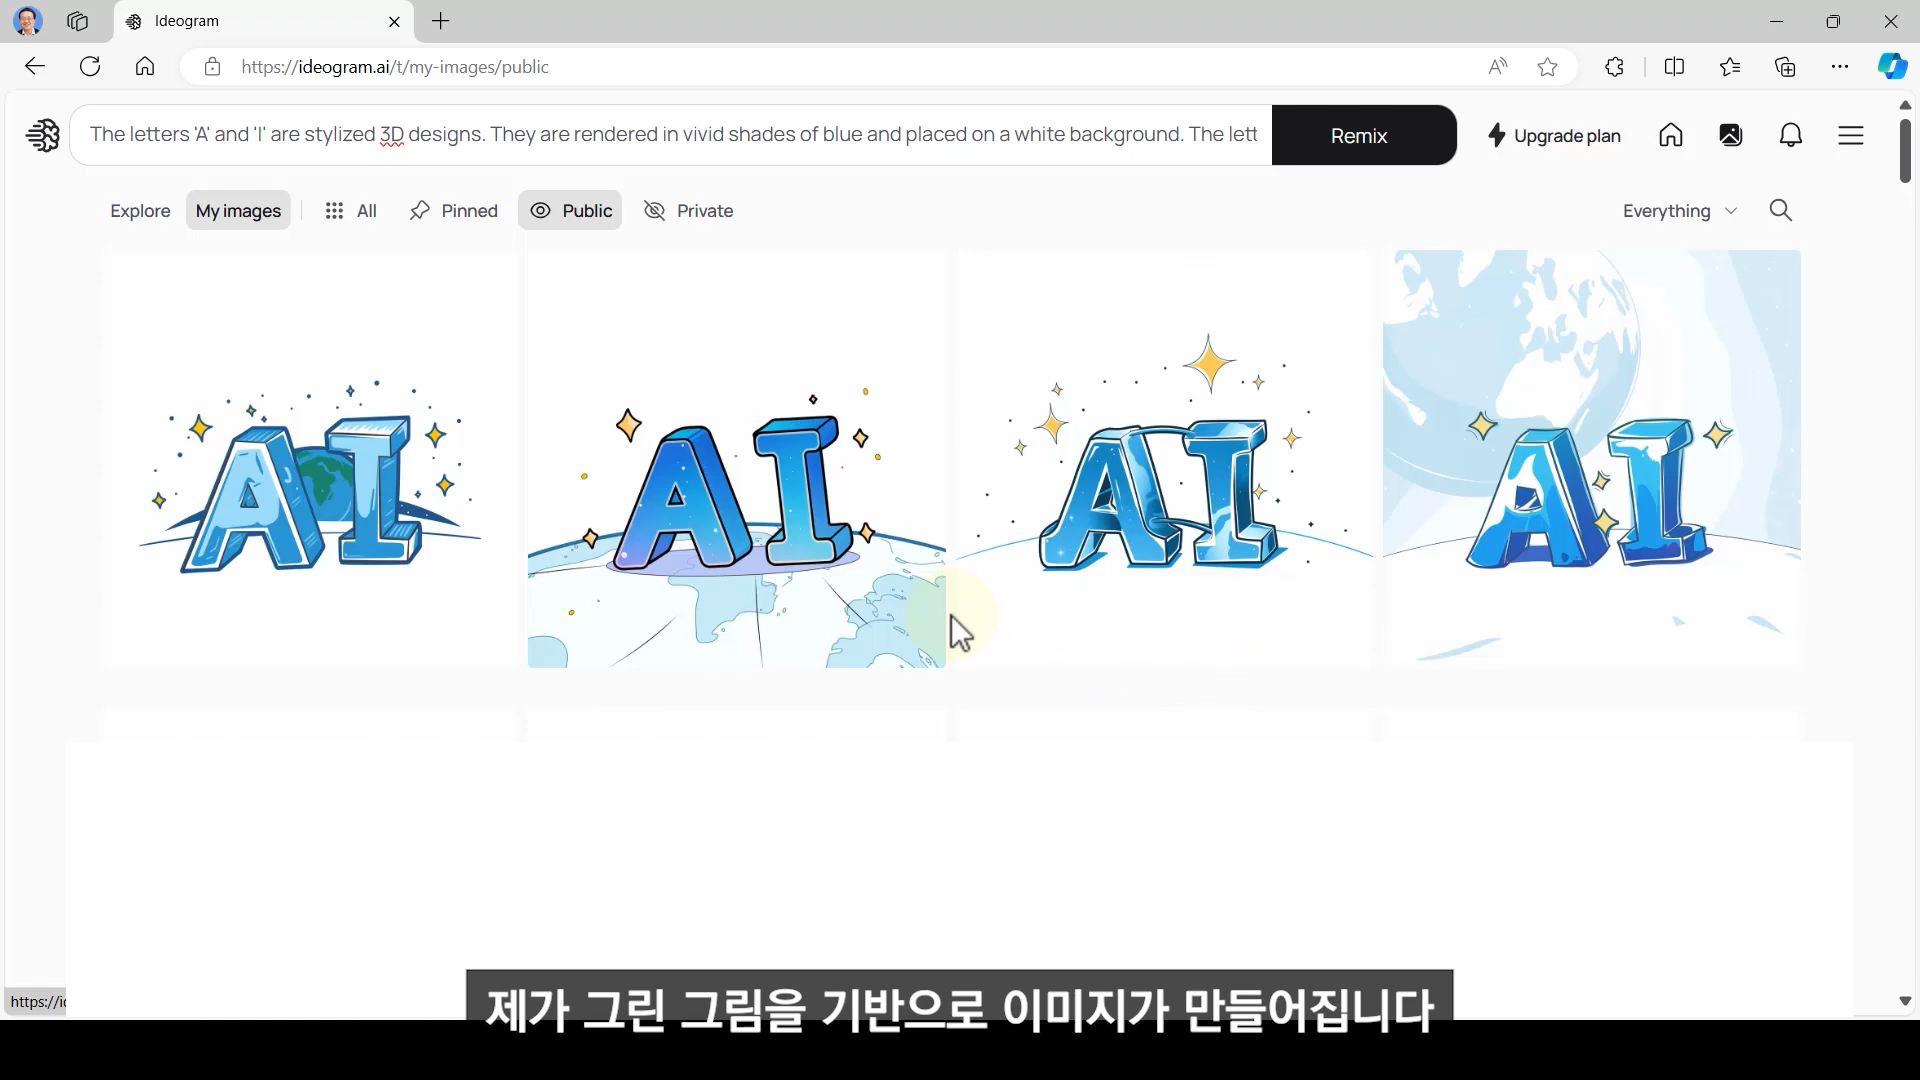 Ideogram
https://ideogram.ai/t/my-images/public
The letters 'A' and 'I' are stylized 3D designs. They are rendered in vivid shades of blue and placed on a white background. The lett
Remix
Upgrade plan
Explore
My images
All
Pinned
Public
Private
Everything
AI
AI
AI
AI
https://i
제가 그린 그림을 기반으로 이미지가 만들어집니다